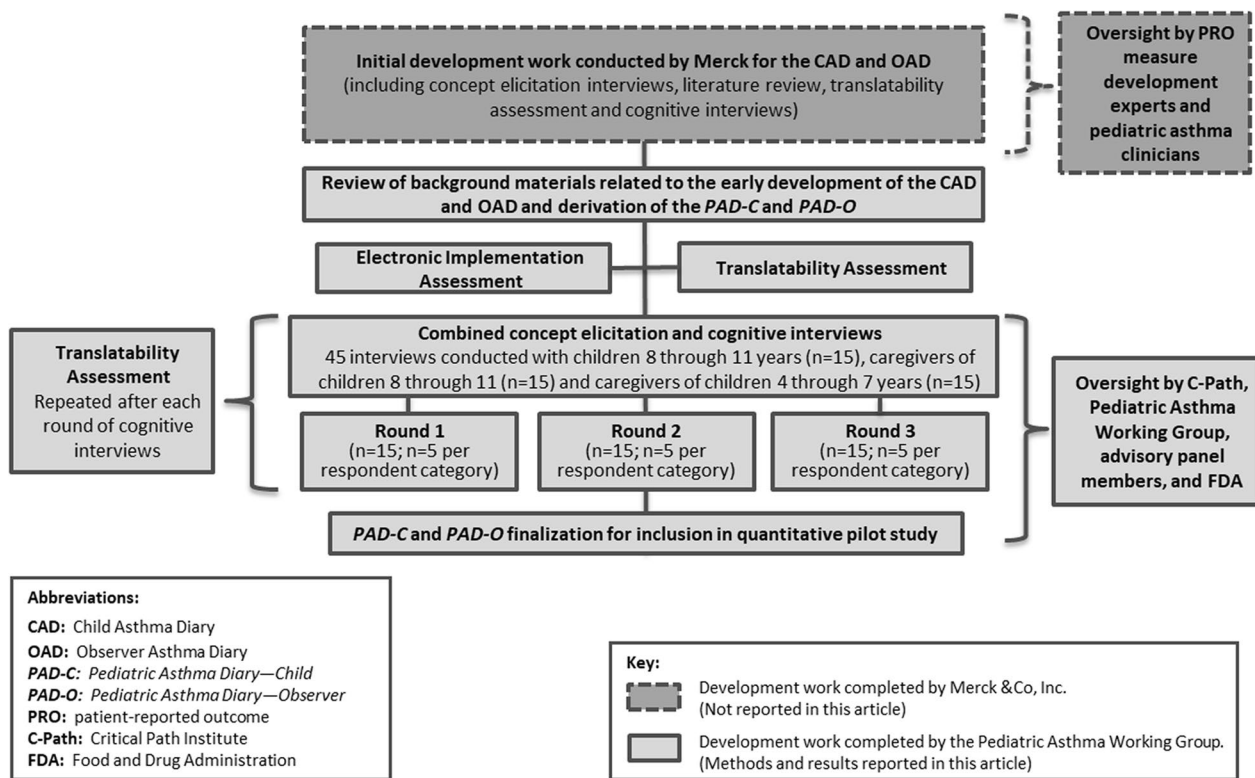 Initial development work conducted by Merck for the CAD and OAD
(including concept elicitation interviews, literature review, translatability
assessment and cognitive interviews)
Oversight by PRO
measure
development
experts and
pediatric asthma
clinicians
Review of background materials related to the early development of the CAD
and OAD and derivation of the PAD-C and PAD-O
Electronic Implementation
Assessment
Translatability Assessment
Translatability
Assessment
Repeated after each
round of cognitive
interviews
Combined concept elicitation and cognitive interviews
45 interviews conducted with children 8 through 11 years (n=15), caregivers of
children 8 through 11 (n=15) and caregivers of children 4 through 7 years (n=15)
Round 1
(n=15; n=5 per
respondent category)
Round 2
(n=15; n=5 per
respondent category)
Round 3
(n=15; n=5 per
respondent category)
Oversight by C-Path,
Pediatric Asthma
Working Group,
advisory panel
members, and FDA
PAD-C and PAD-O finalization for inclusion in quantitative pilot study
Abbreviations:
CAD: Child Asthma Diary
OAD: Observer Asthma Diary
PAD-C: Pediatric Asthma Diary—Child
PAD-O: Pediatric Asthma Diary—Observer
PRO: patient-reported outcome
C-Path: Critical Path Institute
FDA: Food and Drug Administration
Key:
Development work completed by Merck &Co, Inc.
(Not reported in this article)
Development work completed by the Pediatric Asthma Working Group.
(Methods and results reported in this article)